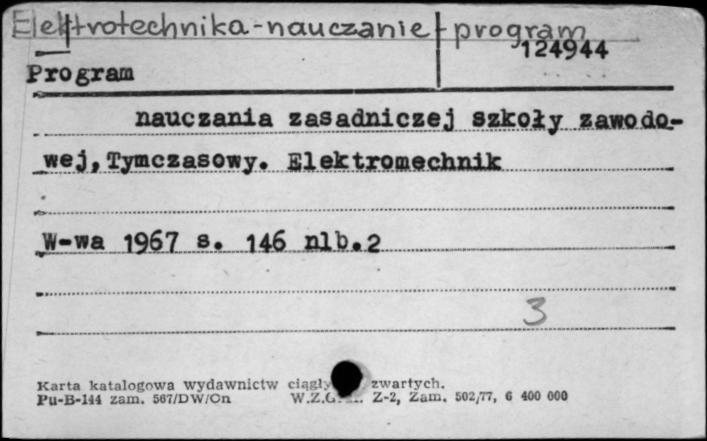 Elektrotechnika-nauczanie-program
124944
Program
nauczania zasadniczej szkoły zawodo-
wej, Tymczasowy. Elektromechnik
W-wa 1967 s. 146 nlb.2
3
Karta katalogowa wydawnictw zwartych.
Pu-B-144 zam. 567/DW/On Z-2, Zam. 502/77, 6 400 000